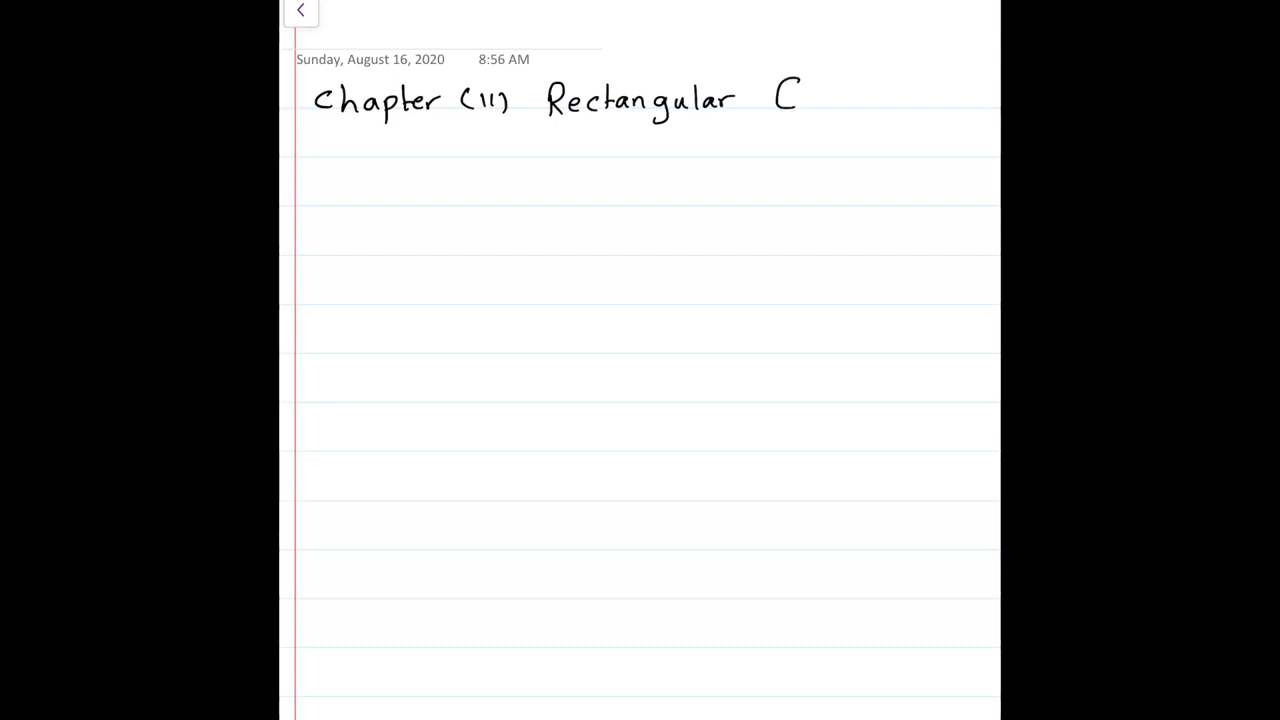 Sunday, August 16, 2020 8:56 AM
Chapter (11) Rectangular C